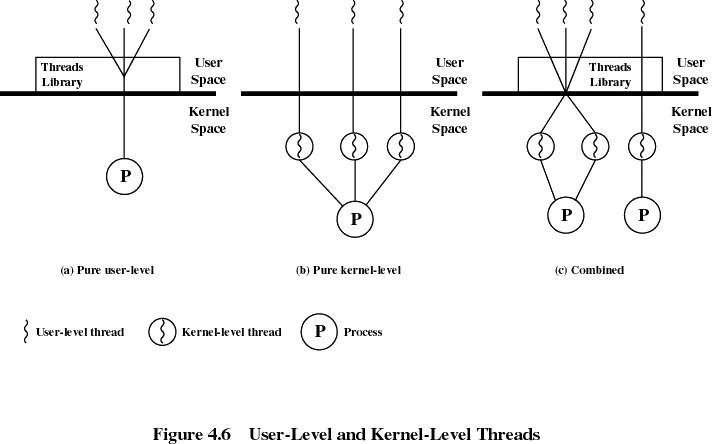 Threads
Library
User
Space
Kernel
Space
P
(a) Pure user-level
User
Space
Kernel
Space
P
(b) Pure kernel-level
Threads
Library
User
Space
Kernel
Space
P
P
(c) Combined
User-level thread
Kernel-level thread
P
Process
Figure 4.6 User-Level and Kernel-Level Threads